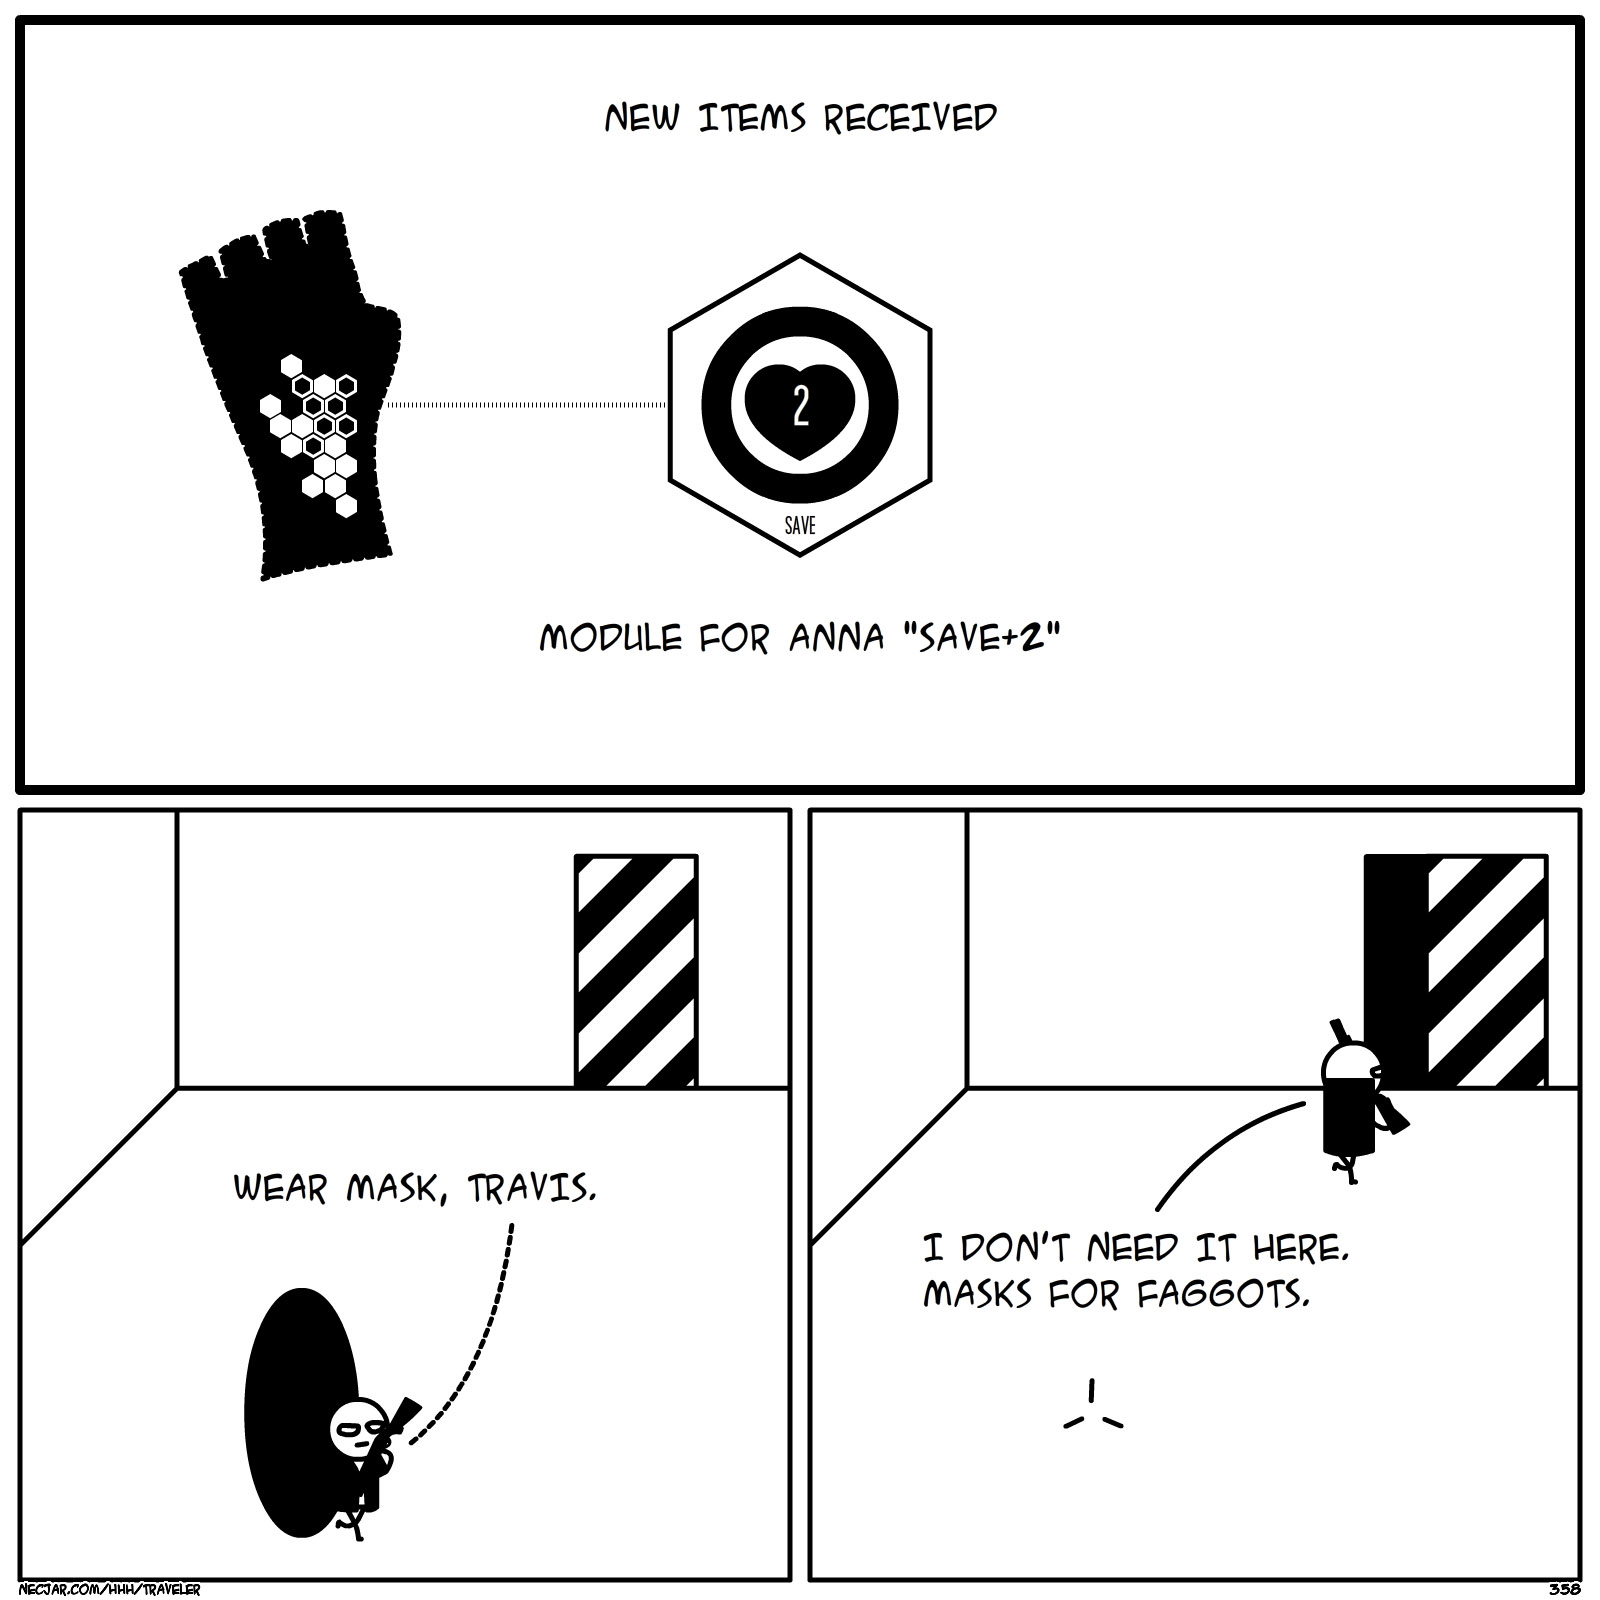 NEW ITEMS RECEIVED
2
SAVE
MODULE FOR ANNA "SAVE+2"
WEAR MASK, TRAVIS.
I DON'T NEED IT HERE.
MASKS FOR FAGGOTS.
NECJAR.COM/HHH/TRAVELER
358